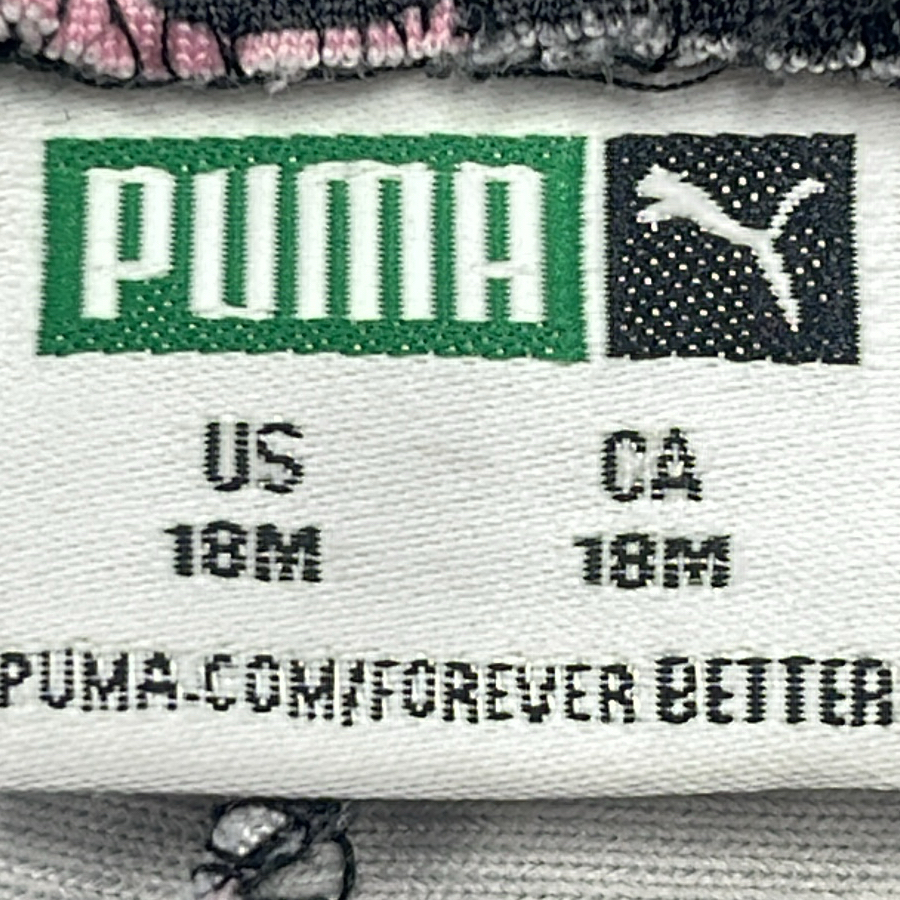 PUMA
US CA
18M 18M
PUMA.COM/FOREVER BETTER